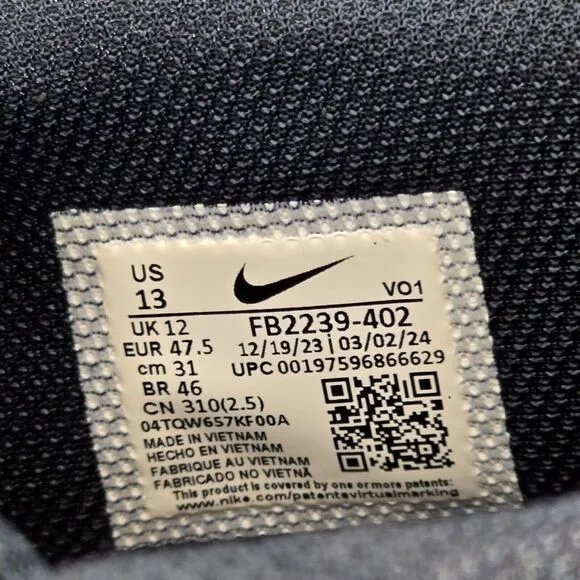 US
13
VO1
UK 12
FB2239-402
EUR 47.5
12/19/23 | 03/02/24
cm 31
UPC 00197596866629
BR 46
CN 310(2.5)
04TQW657KF00A
MADE IN VIETNAM
HECHO EN VIETNAM
FABRIQUE AU VIETNAM
FABRICADO NO VIETNÃ
This product is covered by one or more patents.
www.nike.com/patentsvirtualmarking